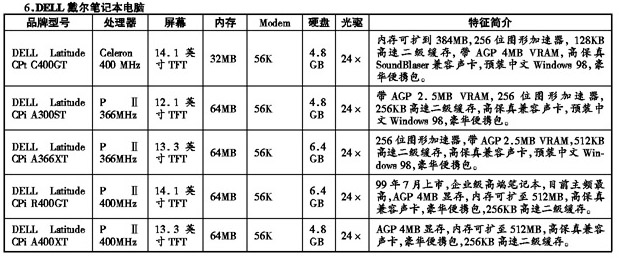 6.DELL 戴尔笔记本电脑
品牌型号 处理器 屏幕 内存 Modem 硬盘 光驱 特征简介
DELL Latitude CPt C400GT Celeron 400 MHz 14.1 英寸 TFT 32MB 56K 4.8 GB 24× 内存可扩到 384MB,256 位图形加速器, 128KB 高速二级缓存, 带 AGP 4MB VRAM, 高保真 SoundBlaser 兼容声卡, 预装中文 Windows 98, 豪华便携包。
DELL Latitude CPi A300ST P Ⅱ 366MHz 12.1 英寸 TFT 64MB 56K 4.8 GB 24× 带 AGP 2.5MB VRAM, 256 位图形加速器, 256KB 高速二级缓存, 高保真兼容声卡, 预装中文 Windows 98, 豪华便携包。
DELL Latitude CPi A366XT P Ⅱ 366MHz 13.3 英寸 TFT 64MB 56K 6.4 GB 24× 256 位图形加速器, 带 AGP 2.5MB VRAM,512KB 高速二级缓存, 高保真兼容声卡, 预装中文 Windows 98, 豪华便携包。
DELL Latitude CPi R400GT P Ⅱ 400MHz 14.1 英寸 TFT 64MB 56K 6.4 GB 24× 99 年 7 月上市, 企业级高端笔记本, 目前主频最高, AGP 4MB 显存, 内存可扩至 512MB, 高保真兼容声卡, 豪华便携包,256KB 高速二级缓存。
DELL Latitude CPi A400XT P Ⅱ 400MHz 13.3 英寸 TFT 64MB 56K 4.8 GB 24× AGP 4MB 显存, 内存可扩至 512MB, 高保真兼容声卡, 豪华便携包,256KB 高速二级缓存。